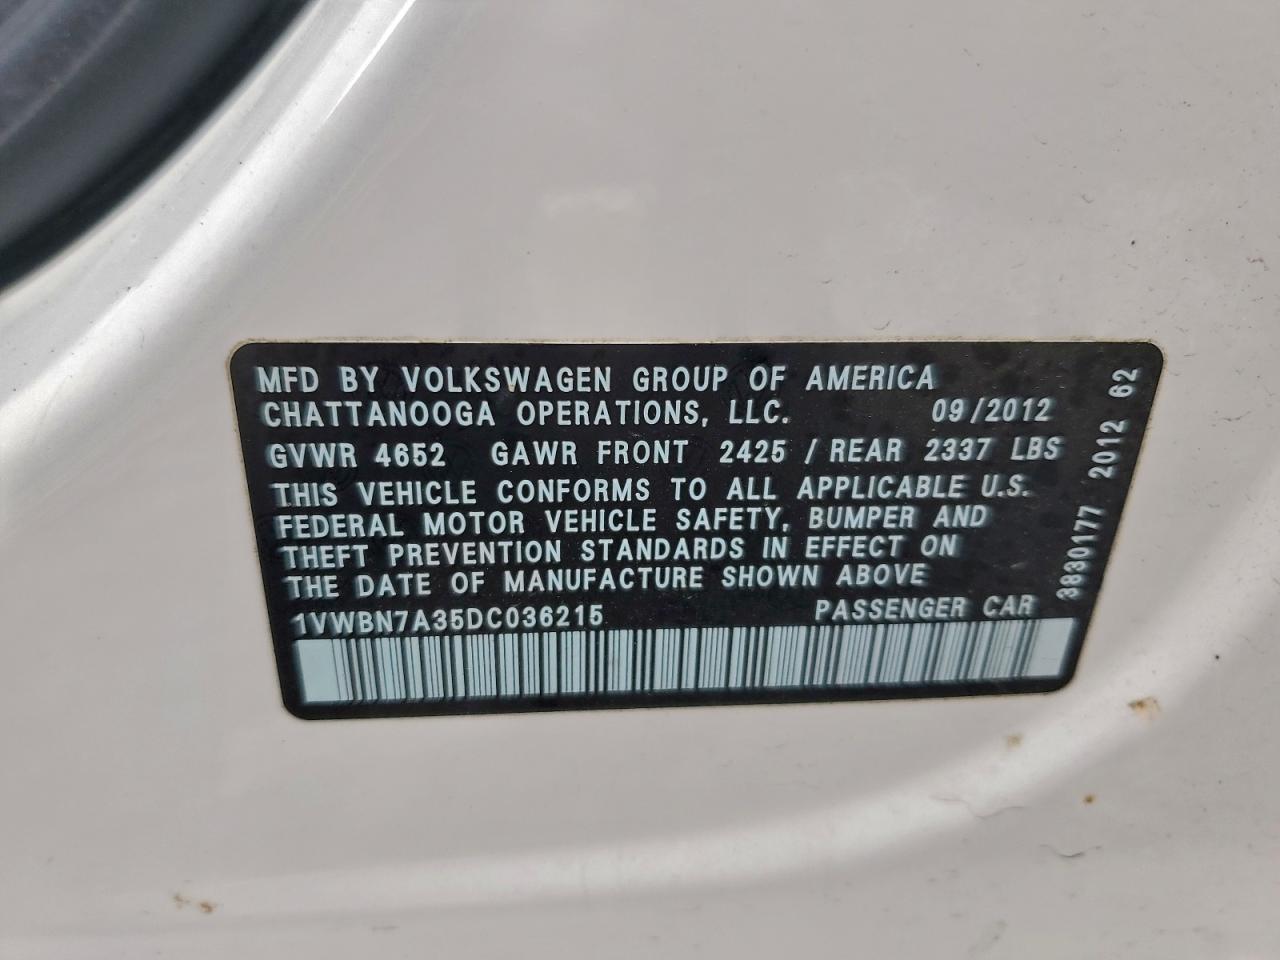 MFD BY VOLKSWAGEN GROUP OF AMERICA
CHATTANOOGA OPERATIONS, LLC. 09/2012
GVWR 4652 GAWR FRONT 2425 / REAR 2337 LBS
THIS VEHICLE CONFORMS TO ALL APPLICABLE U.S.
FEDERAL MOTOR VEHICLE SAFETY, BUMPER AND
THEFT PREVENTION STANDARDS IN EFFECT ON
THE DATE OF MANUFACTURE SHOWN ABOVE
1VWBN7A35DC036215 PASSENGER CAR
3830177 2012 62